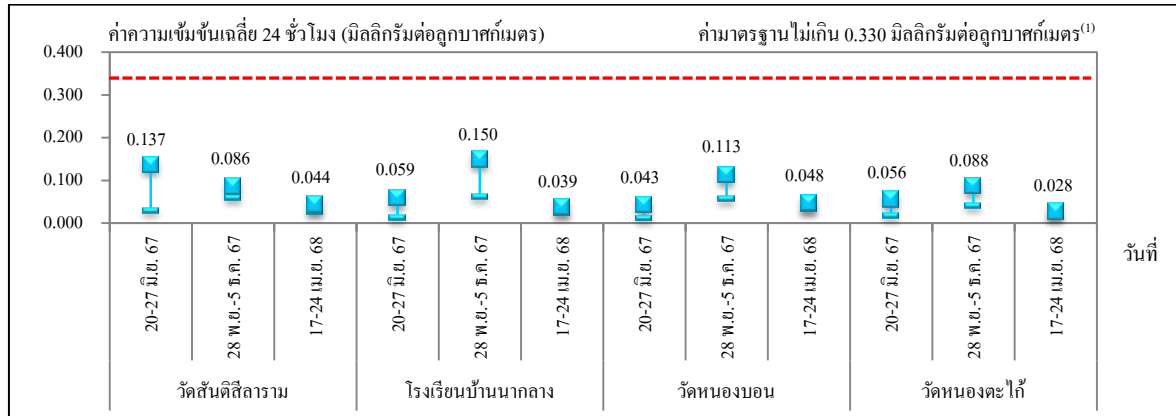 ค่าความเข้มข้นเฉลี่ย 24 ชั่วโมง (มิลลิกรัมต่อลูกบาศก์เมตร) ค่ามาตรฐานไม่เกิน 0.330 มิลลิกรัมต่อลูกบาศก์เมตร(1)
0.400
0.300
0.200
0.100
0.000
0.137
0.086
0.044
0.059
0.150
0.039
0.043
0.113
0.048
0.056
0.088
0.028
20-27 มิ.ย. 67
28 พ.ย.-5 ธ.ค. 67
17-24 เม.ย. 68
20-27 มิ.ย. 67
28 พ.ย.-5 ธ.ค. 67
17-24 เม.ย. 68
20-27 มิ.ย. 67
28 พ.ย.-5 ธ.ค. 67
17-24 เม.ย. 68
20-27 มิ.ย. 67
28 พ.ย.-5 ธ.ค. 67
17-24 เม.ย. 68
วันที่
วัดสันติสีลาราม โรงเรียนบ้านนากลาง วัดหนองบอน วัดหนองตะไก้